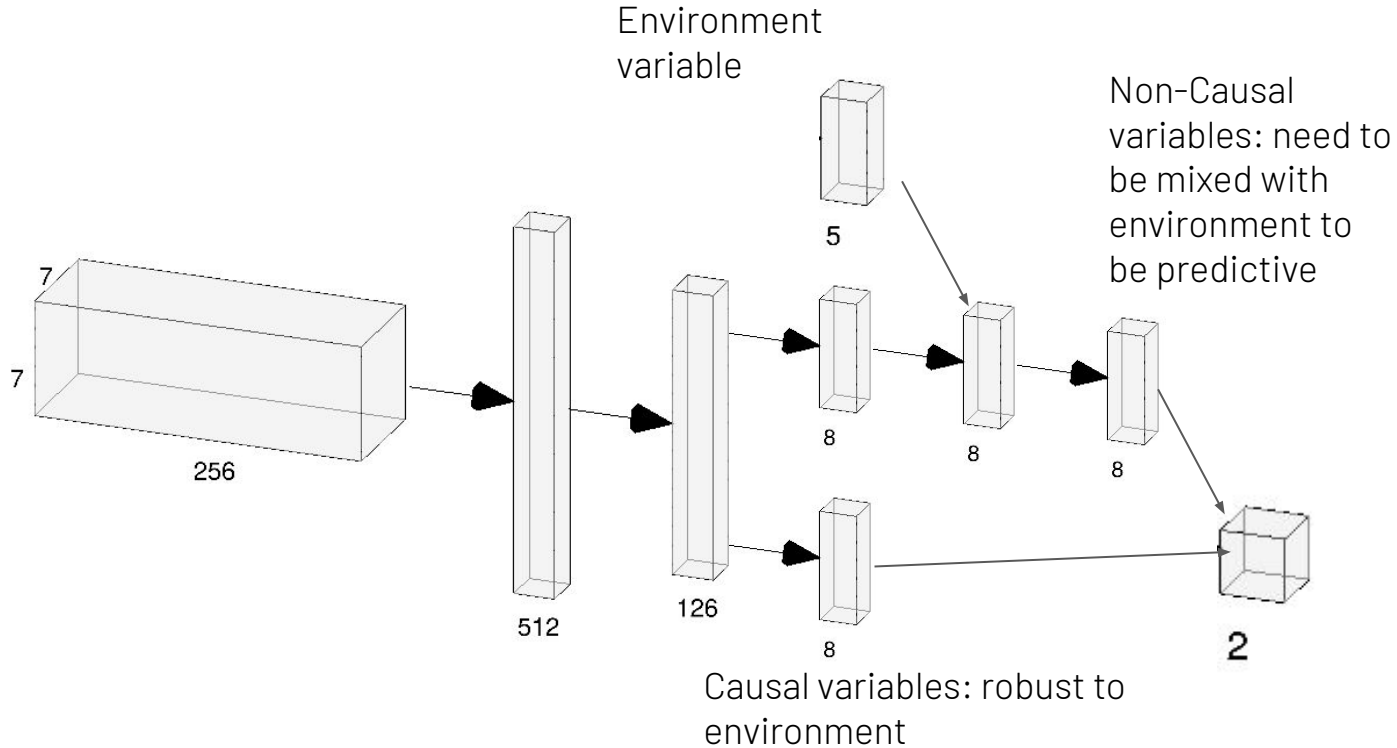 Environment
variable
Non-Causal
variables: need to
be mixed with
environment to
be predictive
5
7
7
256
512
126
8
8
8
8
2
Causal variables: robust to
environment